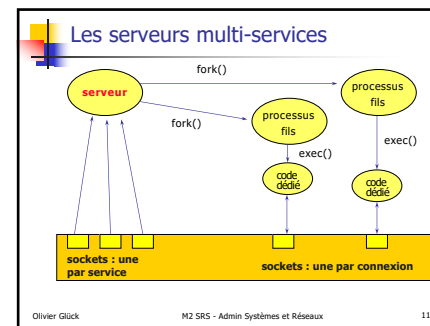 Les serveurs multi-services
fork()
serveur
processus
fils
fork()
processus
fils
exec()
exec()
code
dédié
code
dédié
sockets : une
par service
sockets : une par connexion
Olivier Glück
M2 SRS - Admin Systèmes et Réseaux
11